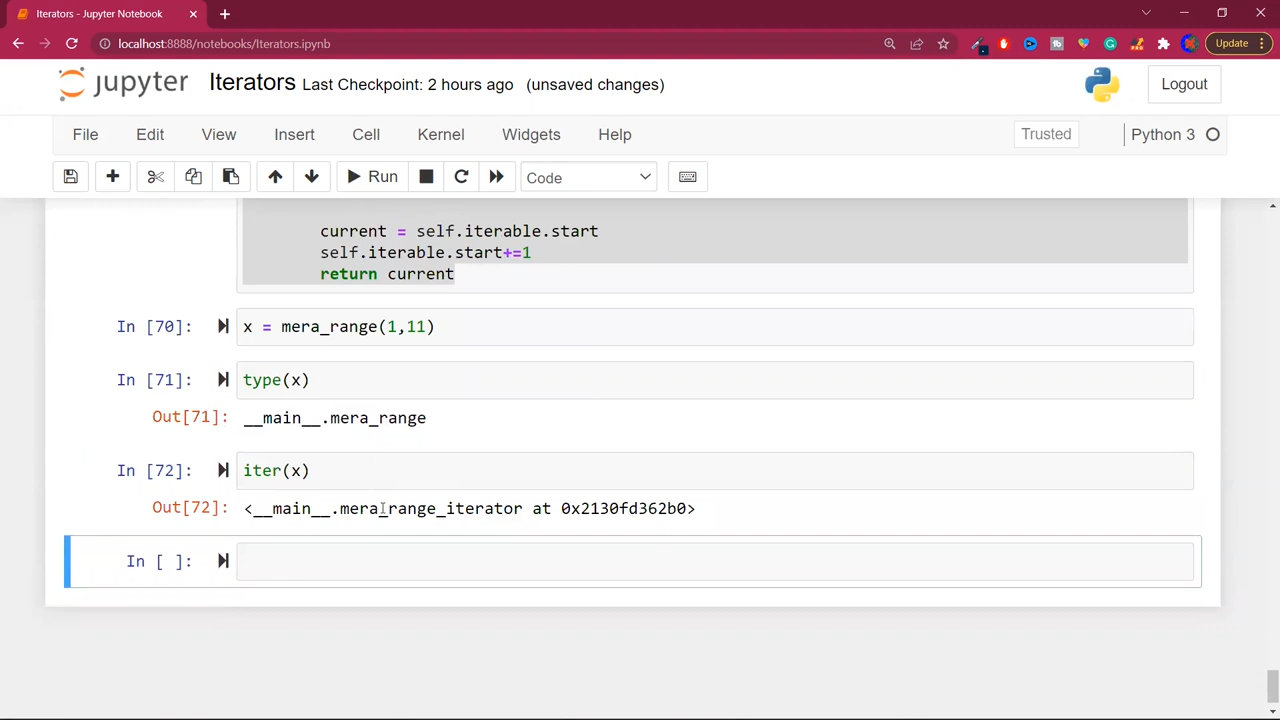 Iterators - Jupyter Notebook
localhost:8888/notebooks/Iterators.ipynb
Update
jupyter Iterators Last Checkpoint: 2 hours ago (unsaved changes)
Logout
File Edit View Insert Cell Kernel Widgets Help
Trusted
Python 3
Run
Code
current = self.iterable.start
self.iterable.start+=1
return current
In [70]: x = mera_range(1,11)
In [71]: type(x)
Out[71]: __main__.mera_range
In [72]: iter(x)
Out[72]: <__main__.mera_range_iterator at 0x2130fd362b0>
In [ ]: